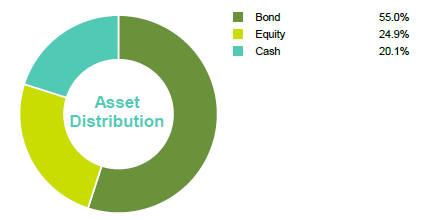 Asset
Distribution
Bond 55.0%
Equity 24.9%
Cash 20.1%